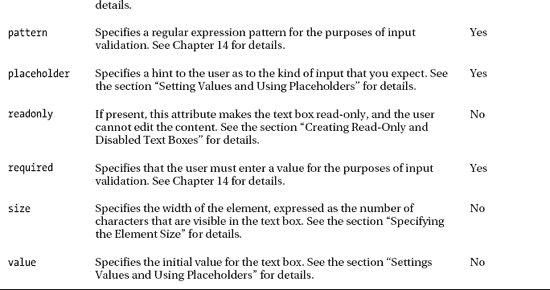 details.
pattern Specifies a regular expression pattern for the purposes of input Yes
validation. See Chapter 14 for details.
placeholder Specifies a hint to the user as to the kind of input that you expect. See Yes
the section “Setting Values and Using Placeholders” for details.
readonly If present, this attribute makes the text box read-only, and the user No
cannot edit the content. See the section “Creating Read-Only and
Disabled Text Boxes” for details.
required Specifies that the user must enter a value for the purposes of input Yes
validation. See Chapter 14 for details.
size Specifies the width of the element, expressed as the number of No
characters that are visible in the text box. See the section “Specifying
the Element Size” for details.
value Specifies the initial value for the text box. See the section “Settings No
Values and Using Placeholders” for details.